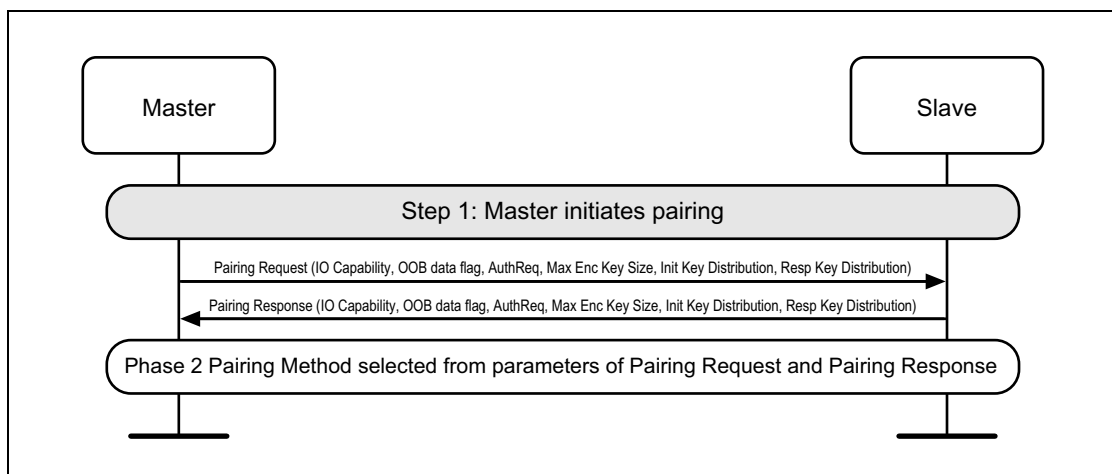 Master
Slave
Step 1: Master initiates pairing
Pairing Request (IO Capability, OOB data flag, AuthReq, Max Enc Key Size, Init Key Distribution, Resp Key Distribution)
Pairing Response (IO Capability, OOB data flag, AuthReq, Max Enc Key Size, Init Key Distribution, Resp Key Distribution)
Phase 2 Pairing Method selected from parameters of Pairing Request and Pairing Response